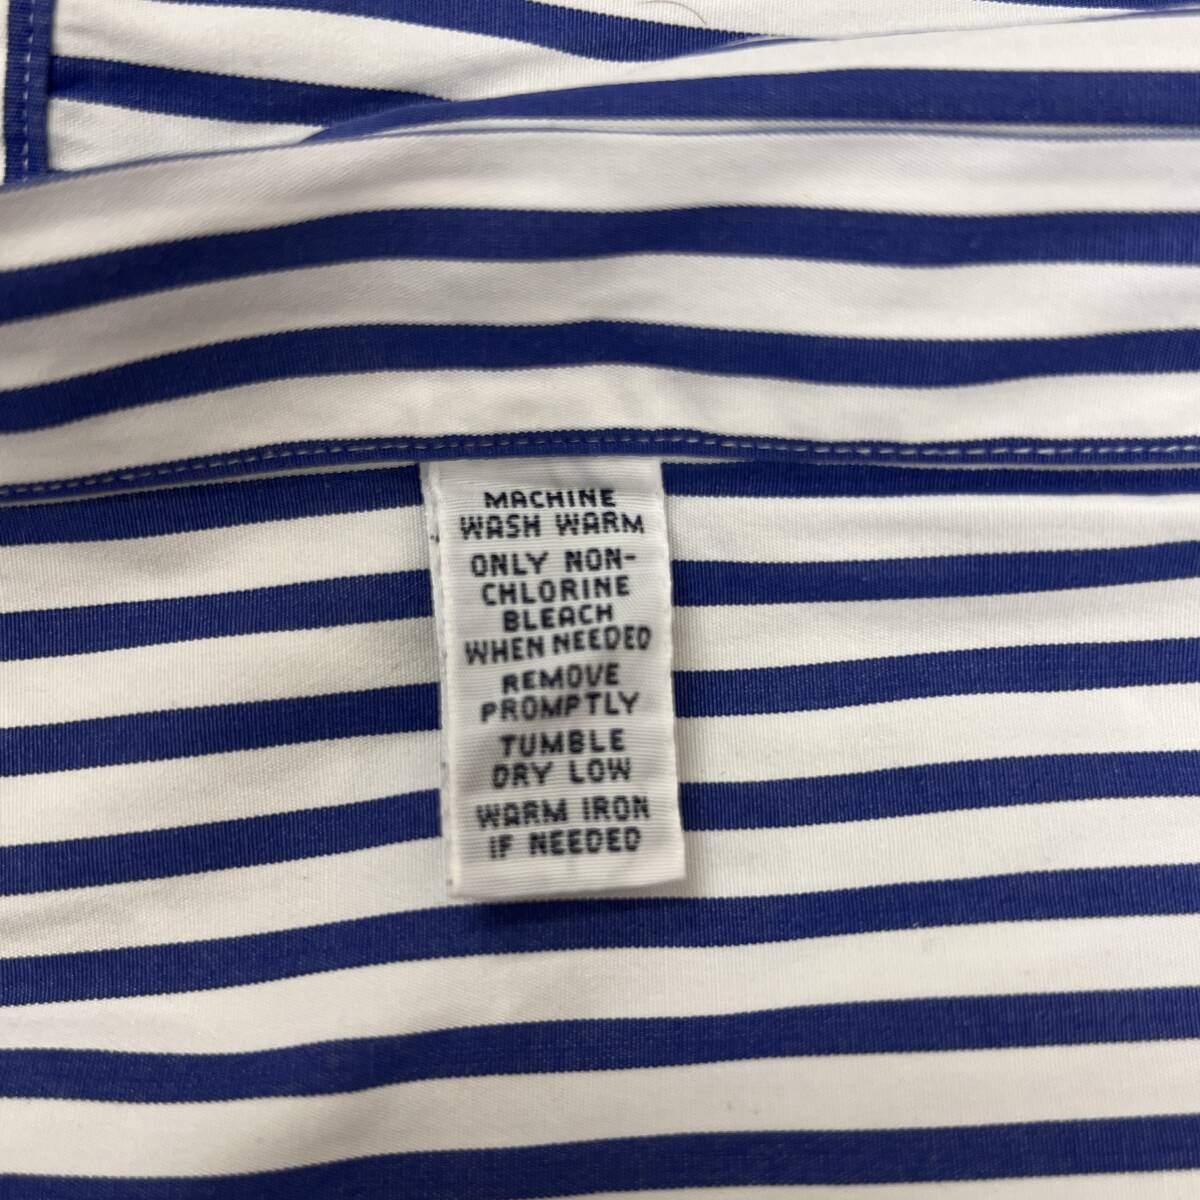 MACHINE
WASH WARM
ONLY NON-
CHLORINE
BLEACH
WHEN NEEDED
REMOVE
PROMPTLY
TUMBLE
DRY LOW
WARM IRON
IF NEEDED